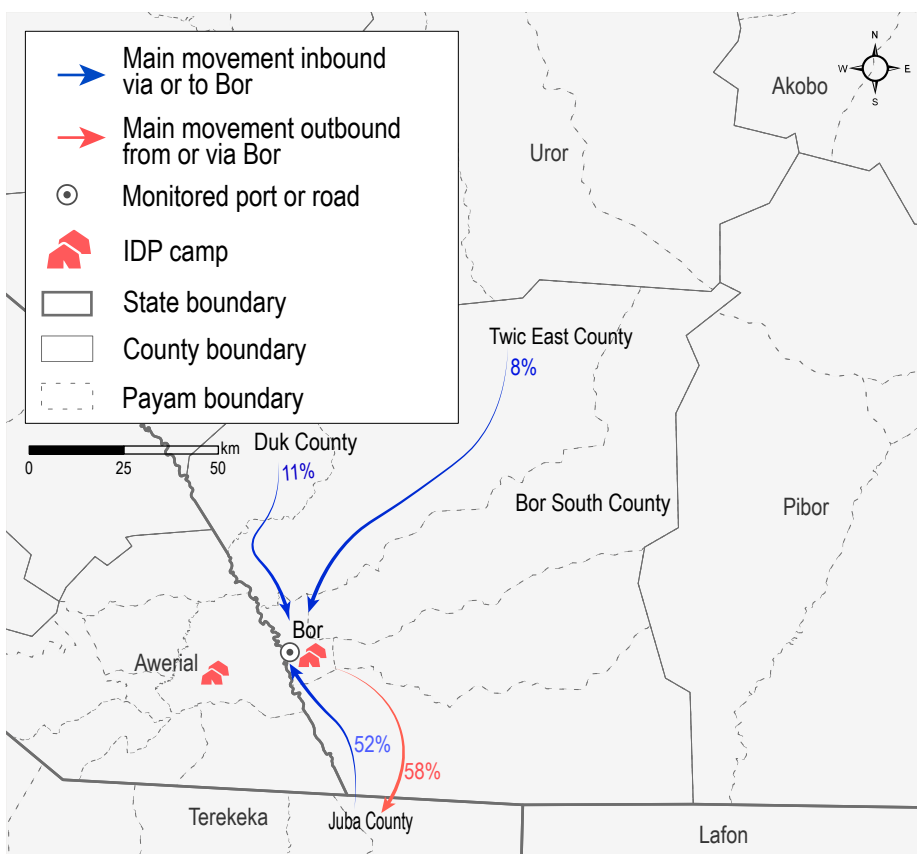 Main movement inbound
via or to Bor
Main movement outbound
from or via Bor
Monitored port or road
IDP camp
State boundary
County boundary
Payam boundary
km
0 25 50
N
W E
S
Akobo
Uror
Twic East County
8%
Duk County
11%
Bor South County
Pibor
Bor
Awerial
52%
58%
Terekeka
Juba County
Lafon